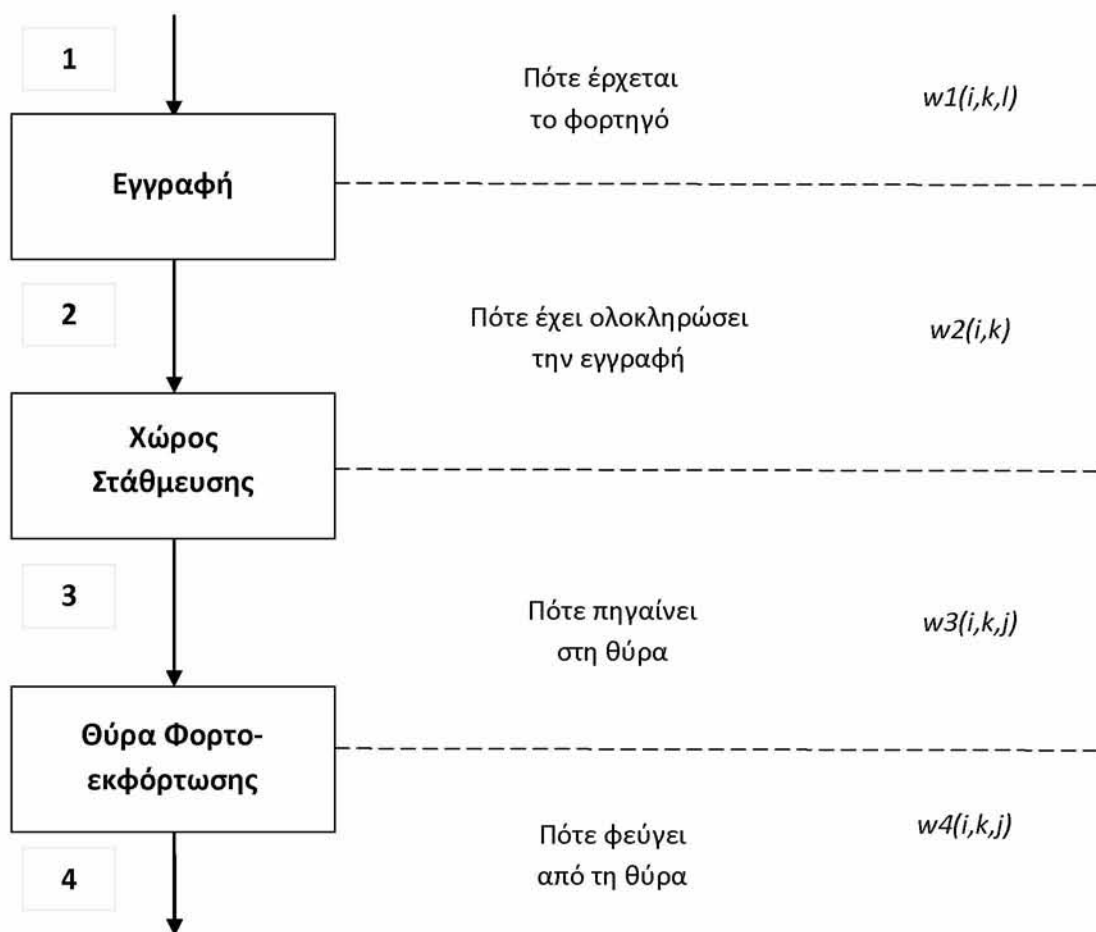 1
Πότε έρχεται
το φορτηγό
w1(i,k,l)
Εγγραφή
2
Πότε έχει ολοκληρώσει
την εγγραφή
w2(i,k)
Χώρος
Στάθμευσης
3
Πότε πηγαίνει
στη θύρα
w3(i,k,j)
Θύρα Φορτο-
εκφόρτωσης
4
Πότε φεύγει
από τη θύρα
w4(i,k,j)